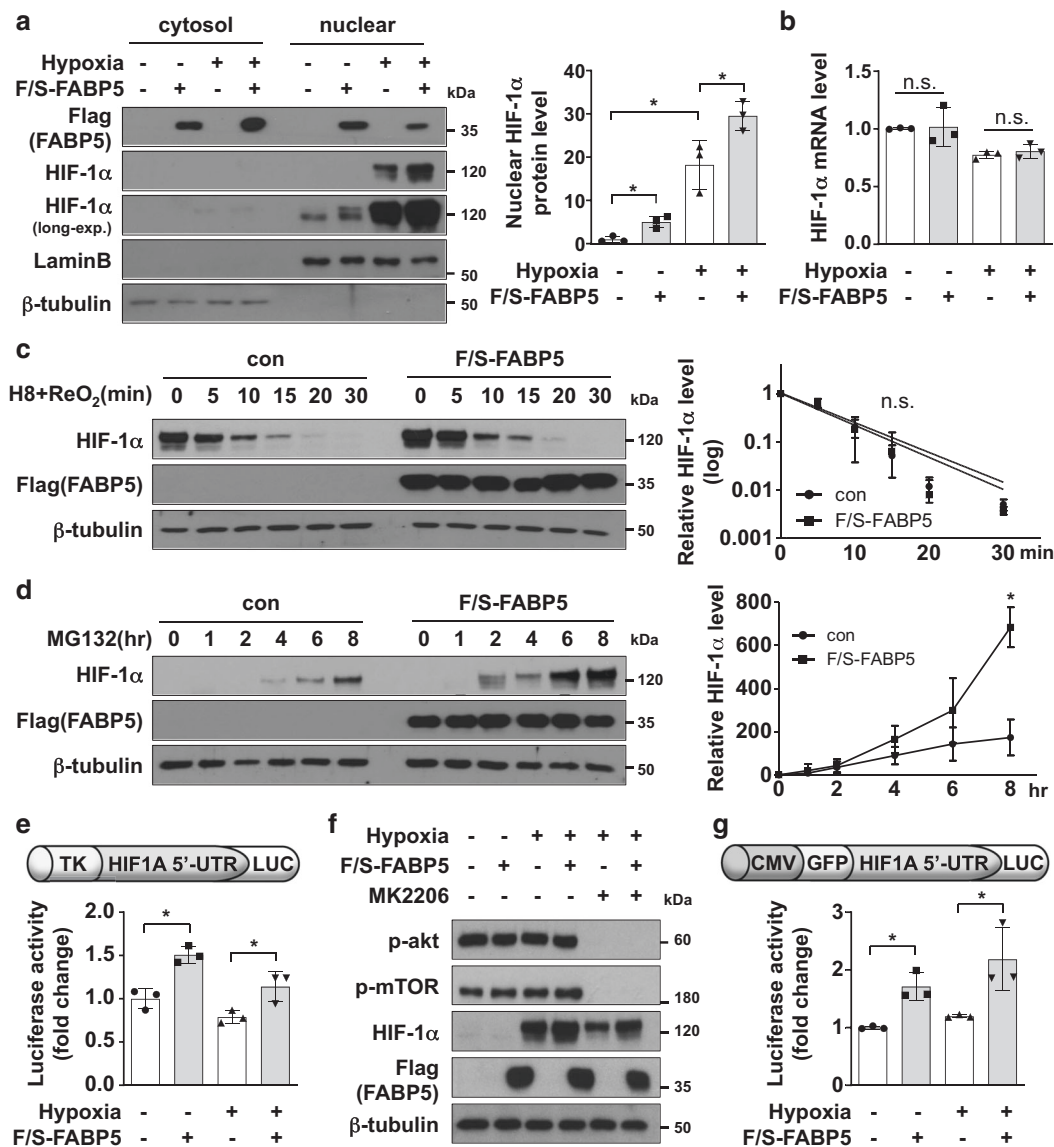 a
cytosol nuclear
Hypoxia - - + + - - + +
F/S-FABP5 - + - + - + - + kDa
Flag
(FABP5) 35
HIF-1α 120
HIF-1α
(long-exp.) 120
LaminB 50
β-tubulin 50
Nuclear HIF-1α
protein level
40
30
20
10
0
* * * *
Hypoxia - - + +
F/S-FABP5 - + - +
b
HIF-1α mRNA level
1.5
1.0
0.5
0.0
n.s. n.s.
Hypoxia - - + +
F/S-FABP5 - + - +
c
con F/S-FABP5
H8+ReO₂(min) 0 5 10 15 20 30 0 5 10 15 20 30 kDa
HIF-1α 120
Flag(FABP5) 35
β-tubulin 50
Relative HIF-1α level
(log)
1
0.1
0.01
0.001
n.s.
con
F/S-FABP5
0 10 20 30 min
d
con F/S-FABP5
MG132(hr) 0 1 2 4 6 8 0 1 2 4 6 8 kDa
HIF-1α 120
Flag(FABP5) 35
β-tubulin 50
Relative HIF-1α level
800
600
400
200
0
*
con
F/S-FABP5
0 2 4 6 8 hr
e
TK HIF1A 5'-UTR LUC
Luciferase activity
(fold change)
2.0
1.5
1.0
0.5
0.0
* *
Hypoxia - - + +
F/S-FABP5 - + - +
f
Hypoxia - - + + + +
F/S-FABP5 - + - + - +
MK2206 - - - - + + kDa
p-akt 60
p-mTOR 180
HIF-1α 120
Flag
(FABP5) 35
β-tubulin 50
g
CMV GFP HIF1A 5'-UTR LUC
Luciferase activity
(fold change)
3
2
1
0
* *
Hypoxia - - + +
F/S-FABP5 - + - +